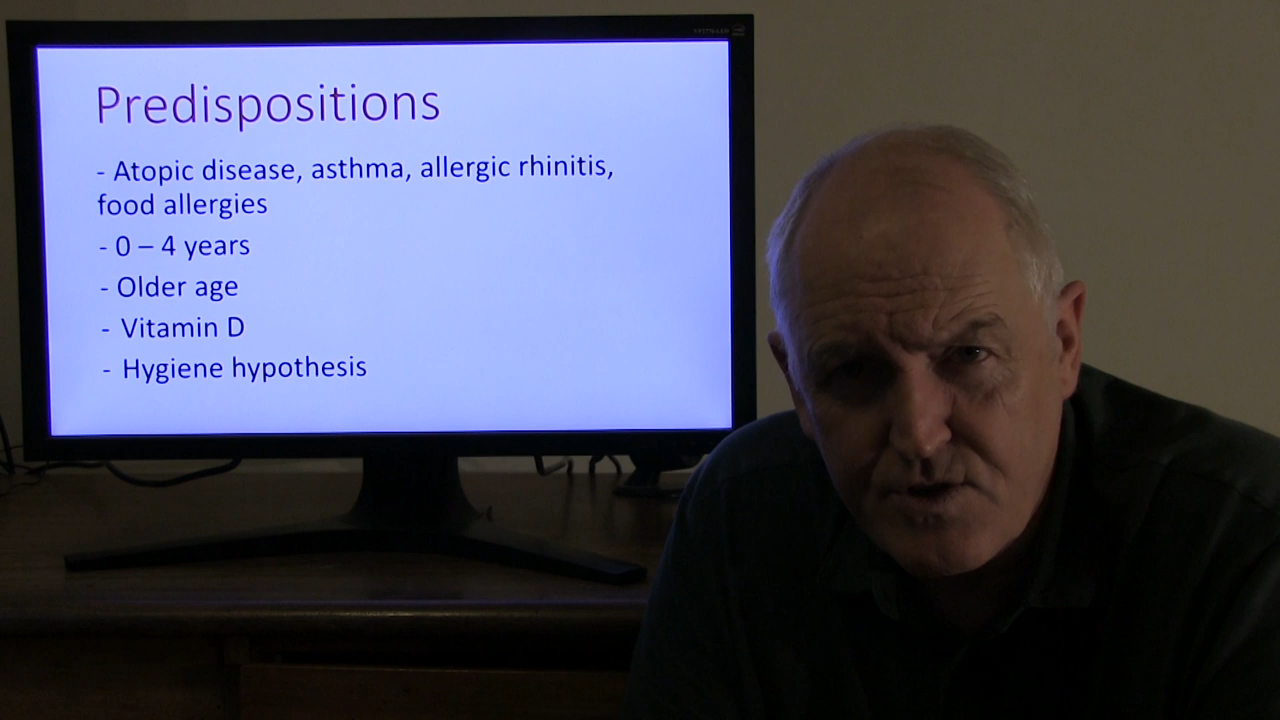 Predispositions
- Atopic disease, asthma, allergic rhinitis,
food allergies
- 0 – 4 years
- Older age
- Vitamin D
- Hygiene hypothesis